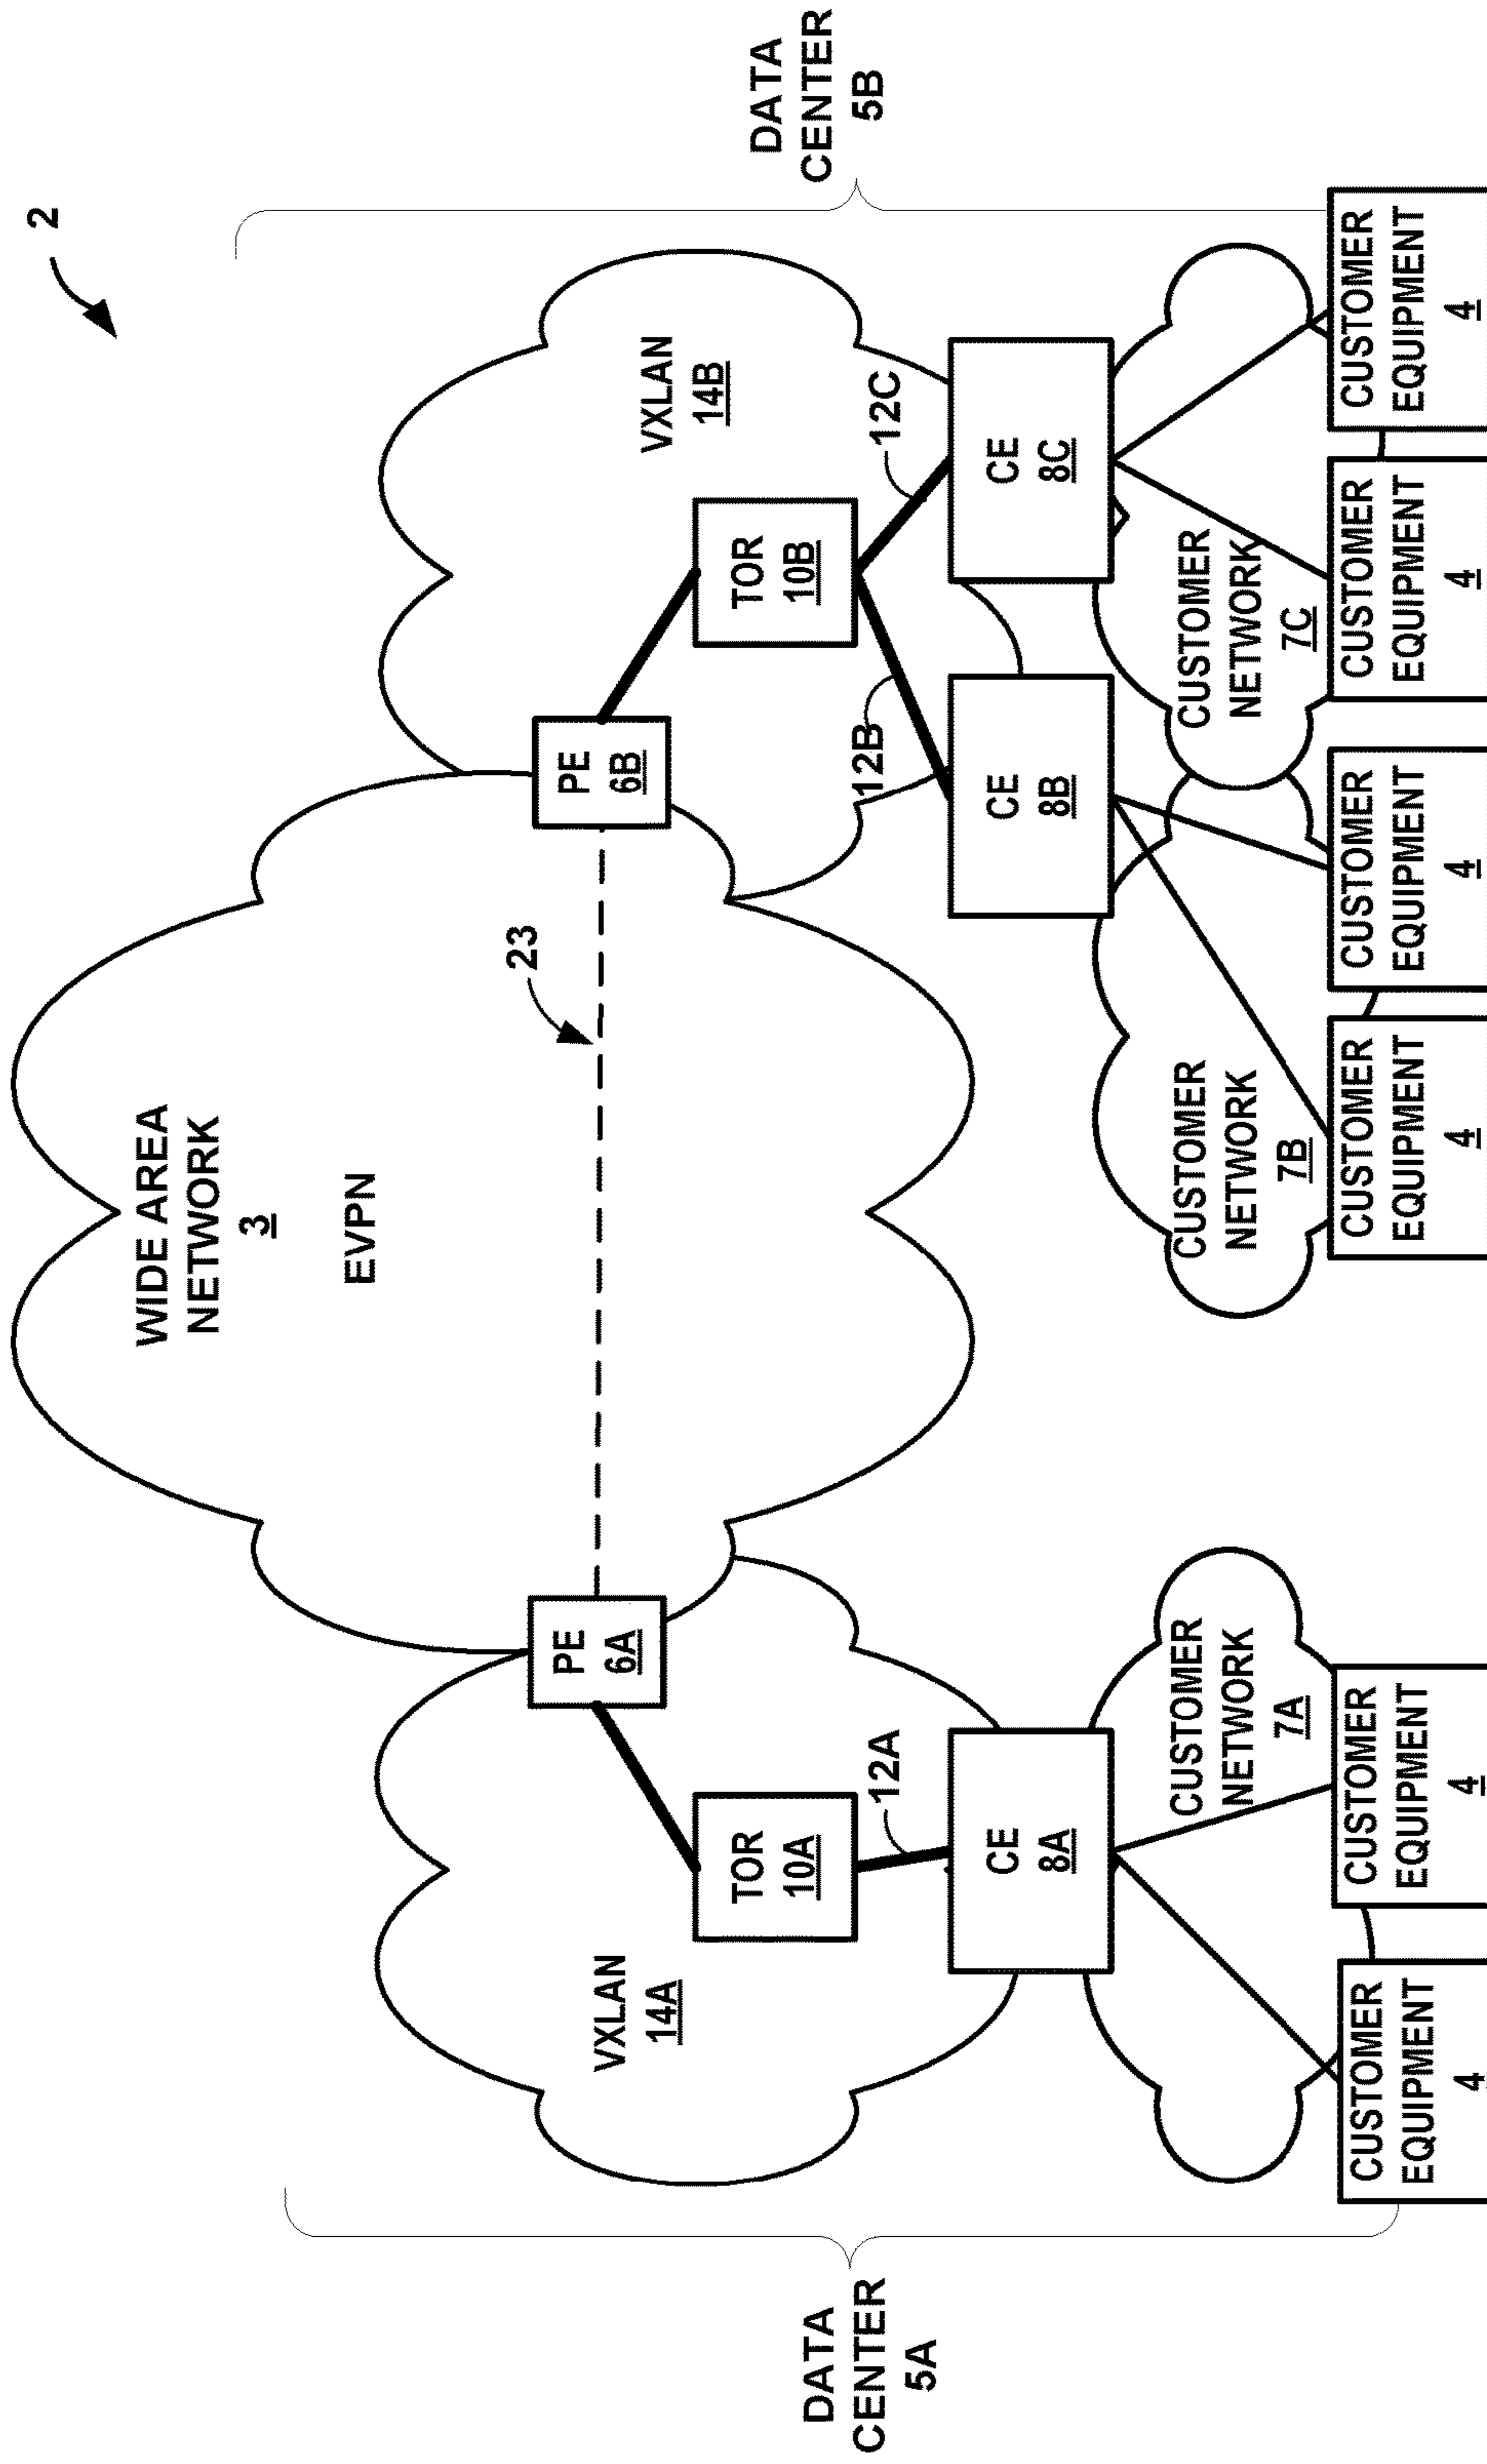 2
WIDE AREA
NETWORK
3
EVPN
DATA
CENTER
5A
DATA
CENTER
5B
VXLAN
14A
VXLAN
14B
PE
6A
23
PE
6B
TOR
10A
TOR
10B
12A
12B
12C
CE
8A
CE
8B
CE
8C
CUSTOMER
NETWORK
7A
CUSTOMER
NETWORK
7B
CUSTOMER
NETWORK
7C
CUSTOMER
EQUIPMENT
4
CUSTOMER
EQUIPMENT
4
CUSTOMER
EQUIPMENT
4
CUSTOMER
EQUIPMENT
4
CUSTOMER
EQUIPMENT
4
CUSTOMER
EQUIPMENT
4